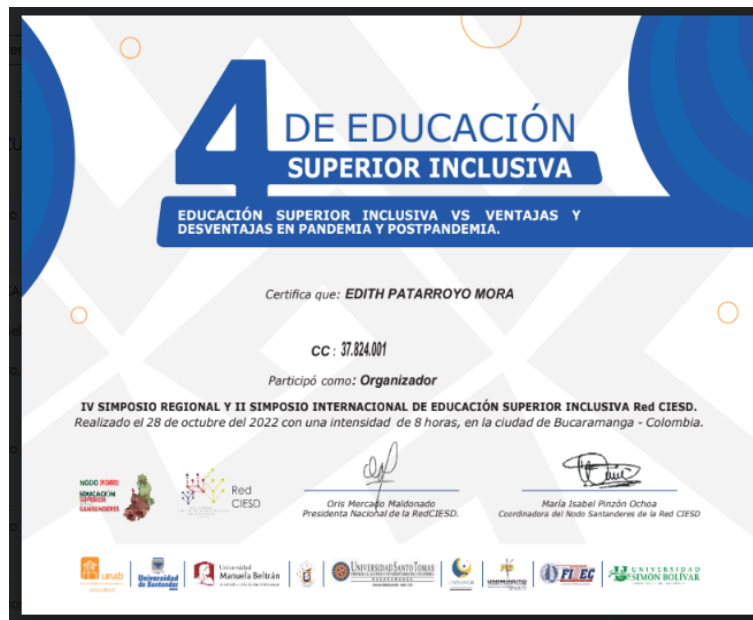 4 DE EDUCACIÓN
SUPERIOR INCLUSIVA
EDUCACIÓN SUPERIOR INCLUSIVA VS VENTAJAS Y
DESVENTAJAS EN PANDEMIA Y POSTPANDEMIA.
Certifica que: EDITH PATARROYO MORA
CC : 37.824.001
Participó como: Organizador
IV SIMPOSIO REGIONAL Y II SIMPOSIO INTERNACIONAL DE EDUCACIÓN SUPERIOR INCLUSIVA Red CIESD.
Realizado el 28 de octubre del 2022 con una intensidad de 8 horas, en la ciudad de Bucaramanga - Colombia.
NODO
EDUCACIÓN
SUPERIOR
SANTANDERES
Red
CIESD
Oris Mercado Maldonado
Presidenta Nacional de la RedCIESD.
María Isabel Pinzón Ochoa
Coordinadora del Nodo Santanderes de la Red CIESD
unab
Universidad
de Santander
Universidad
Manuela Beltrán
UNIVERSIDAD SANTO TOMÁS
UNIVERSIDAD
SIMÓN BOLÍVAR